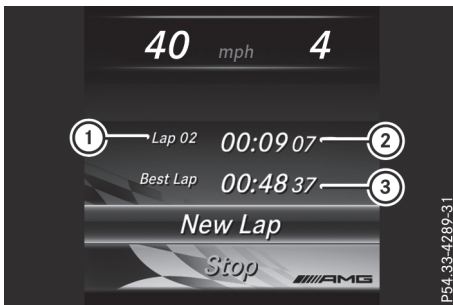 40 mph 4
1 Lap 02 00:09 07 2
Best Lap 00:48 37 3
New Lap
Stop
AMG
P54.33-4289-31